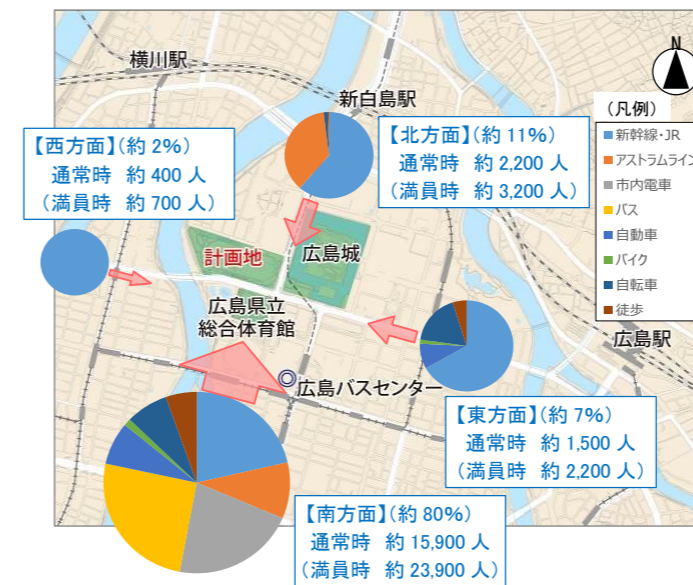 横川駅
新白島駅
N
(凡例)
新幹線・JR
アストラムライン
市内電車
バス
自動車
バイク
自転車
徒歩
【西方面】(約 2%)
通常時 約 400 人
(満員時 約 700 人)
【北方面】(約 11%)
通常時 約 2,200 人
(満員時 約 3,200 人)
計画地
広島城
広島県立
総合体育館
広島駅
広島バスセンター
【東方面】(約 7%)
通常時 約 1,500 人
(満員時 約 2,200 人)
【南方面】(約 80%)
通常時 約 15,900 人
(満員時 約 23,900 人)